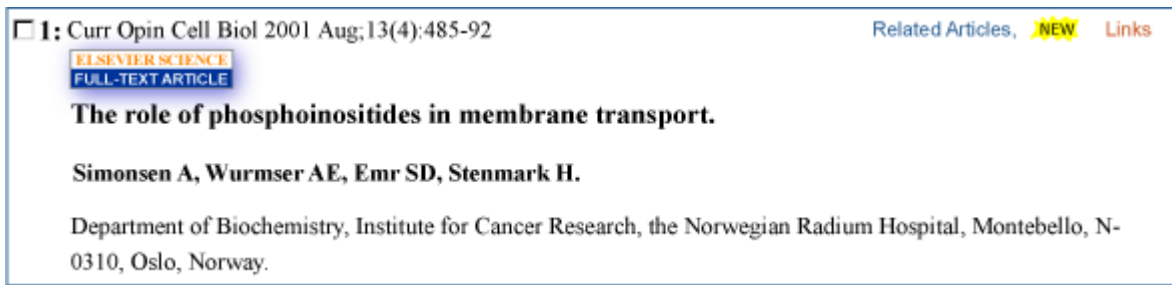 1: Curr Opin Cell Biol 2001 Aug;13(4):485-92 Related Articles, NEW Links
ELSEVIER SCIENCE
FULL-TEXT ARTICLE
The role of phosphoinositides in membrane transport.
Simonsen A, Wurmser AE, Emr SD, Stenmark H.
Department of Biochemistry, Institute for Cancer Research, the Norwegian Radium Hospital, Montebello, N-
0310, Oslo, Norway.